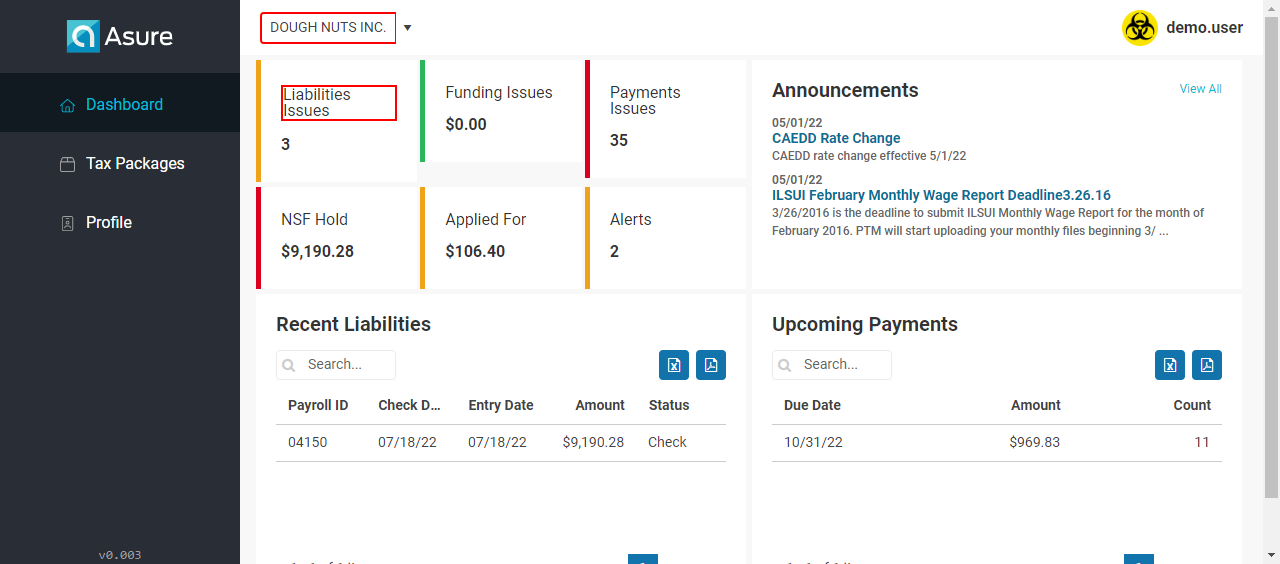 Asure
DOUGH NUTS INC.
demo.user
Dashboard
Tax Packages
Profile
v0.003
Liabilities
Issues
3
Funding Issues
$0.00
Payments
Issues
35
NSF Hold
$9,190.28
Applied For
$106.40
Alerts
2
Announcements
View All
05/01/22
CAEDD Rate Change
CAEDD rate change effective 5/1/22
05/01/22
ILSUI February Monthly Wage Report Deadline3.26.16
3/26/2016 is the deadline to submit ILSUI Monthly Wage Report for the month of
February 2016. PTM will start uploading your monthly files beginning 3/ ...
Recent Liabilities
Search...
Payroll ID Check D... Entry Date Amount Status
04150 07/18/22 07/18/22 $9,190.28 Check
Upcoming Payments
Search...
Due Date Amount Count
10/31/22 $969.83 11